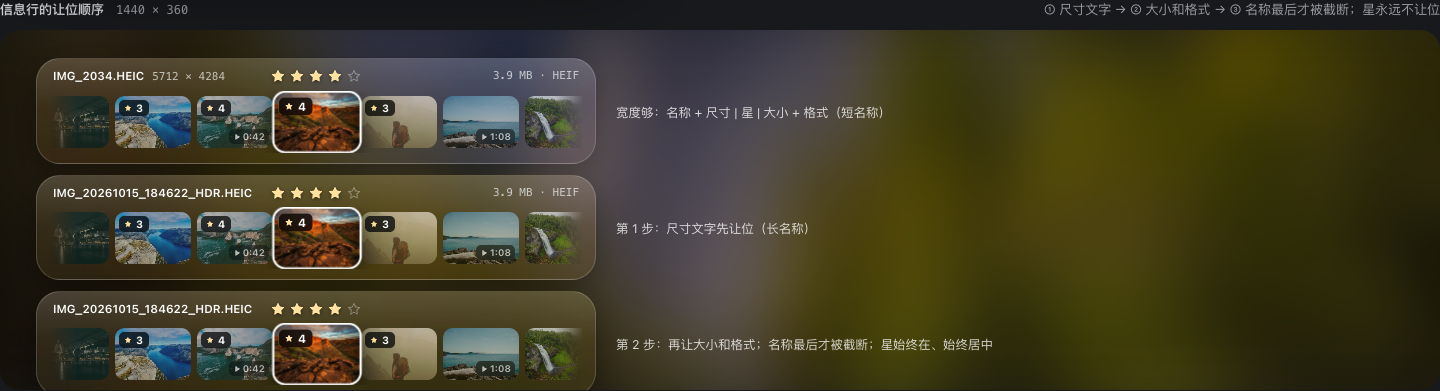 信息行的让位顺序 1440 × 360
① 尺寸文字 → ② 大小和格式 → ③ 名称最后才被截断；星永远不让位
IMG_2034.HEIC 5712 × 4284 ★★★★☆ 3.9 MB · HEIF
★ 3 ★ 4 ▶ 0:42 ★ 4 ★ 3 ▶ 1:08
宽度够：名称 + 尺寸 | 星 | 大小 + 格式（短名称）
IMG_20261015_184622_HDR.HEIC ★★★★☆ 3.9 MB · HEIF
★ 3 ★ 4 ▶ 0:42 ★ 4 ★ 3 ▶ 1:08
第 1 步：尺寸文字先让位（长名称）
IMG_20261015_184622_HDR.HEIC ★★★★☆
★ 3 ★ 4 ▶ 0:42 ★ 4 ★ 3 ▶ 1:08
第 2 步：再让大小和格式；名称最后才被截断；星始终在、始终居中